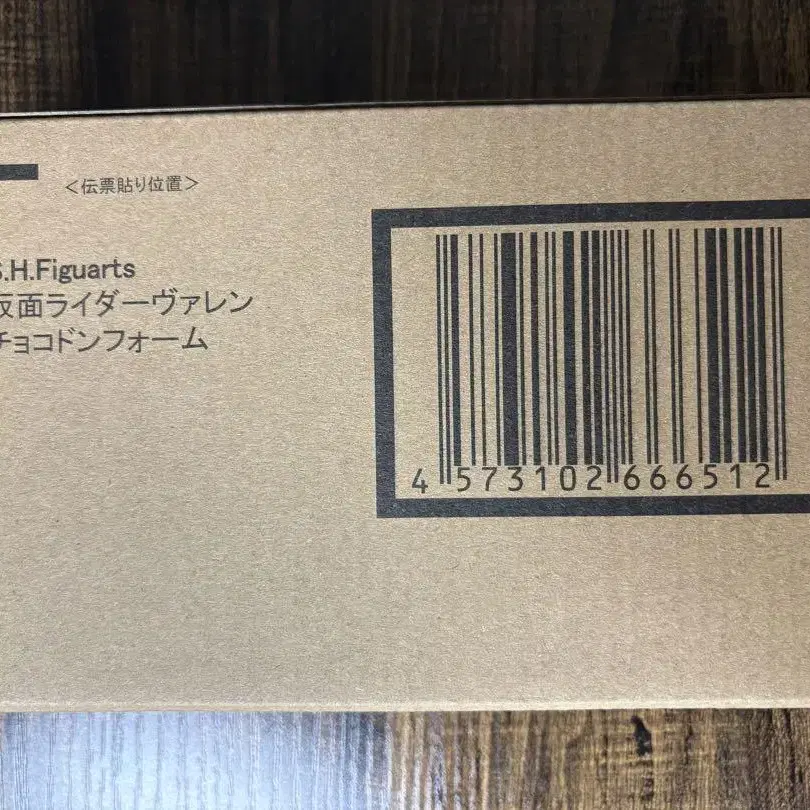 <伝票貼り位置>
S.H.Figuarts
仮面ライダーヴァレン
チョコドンフォーム
4 573102 666512